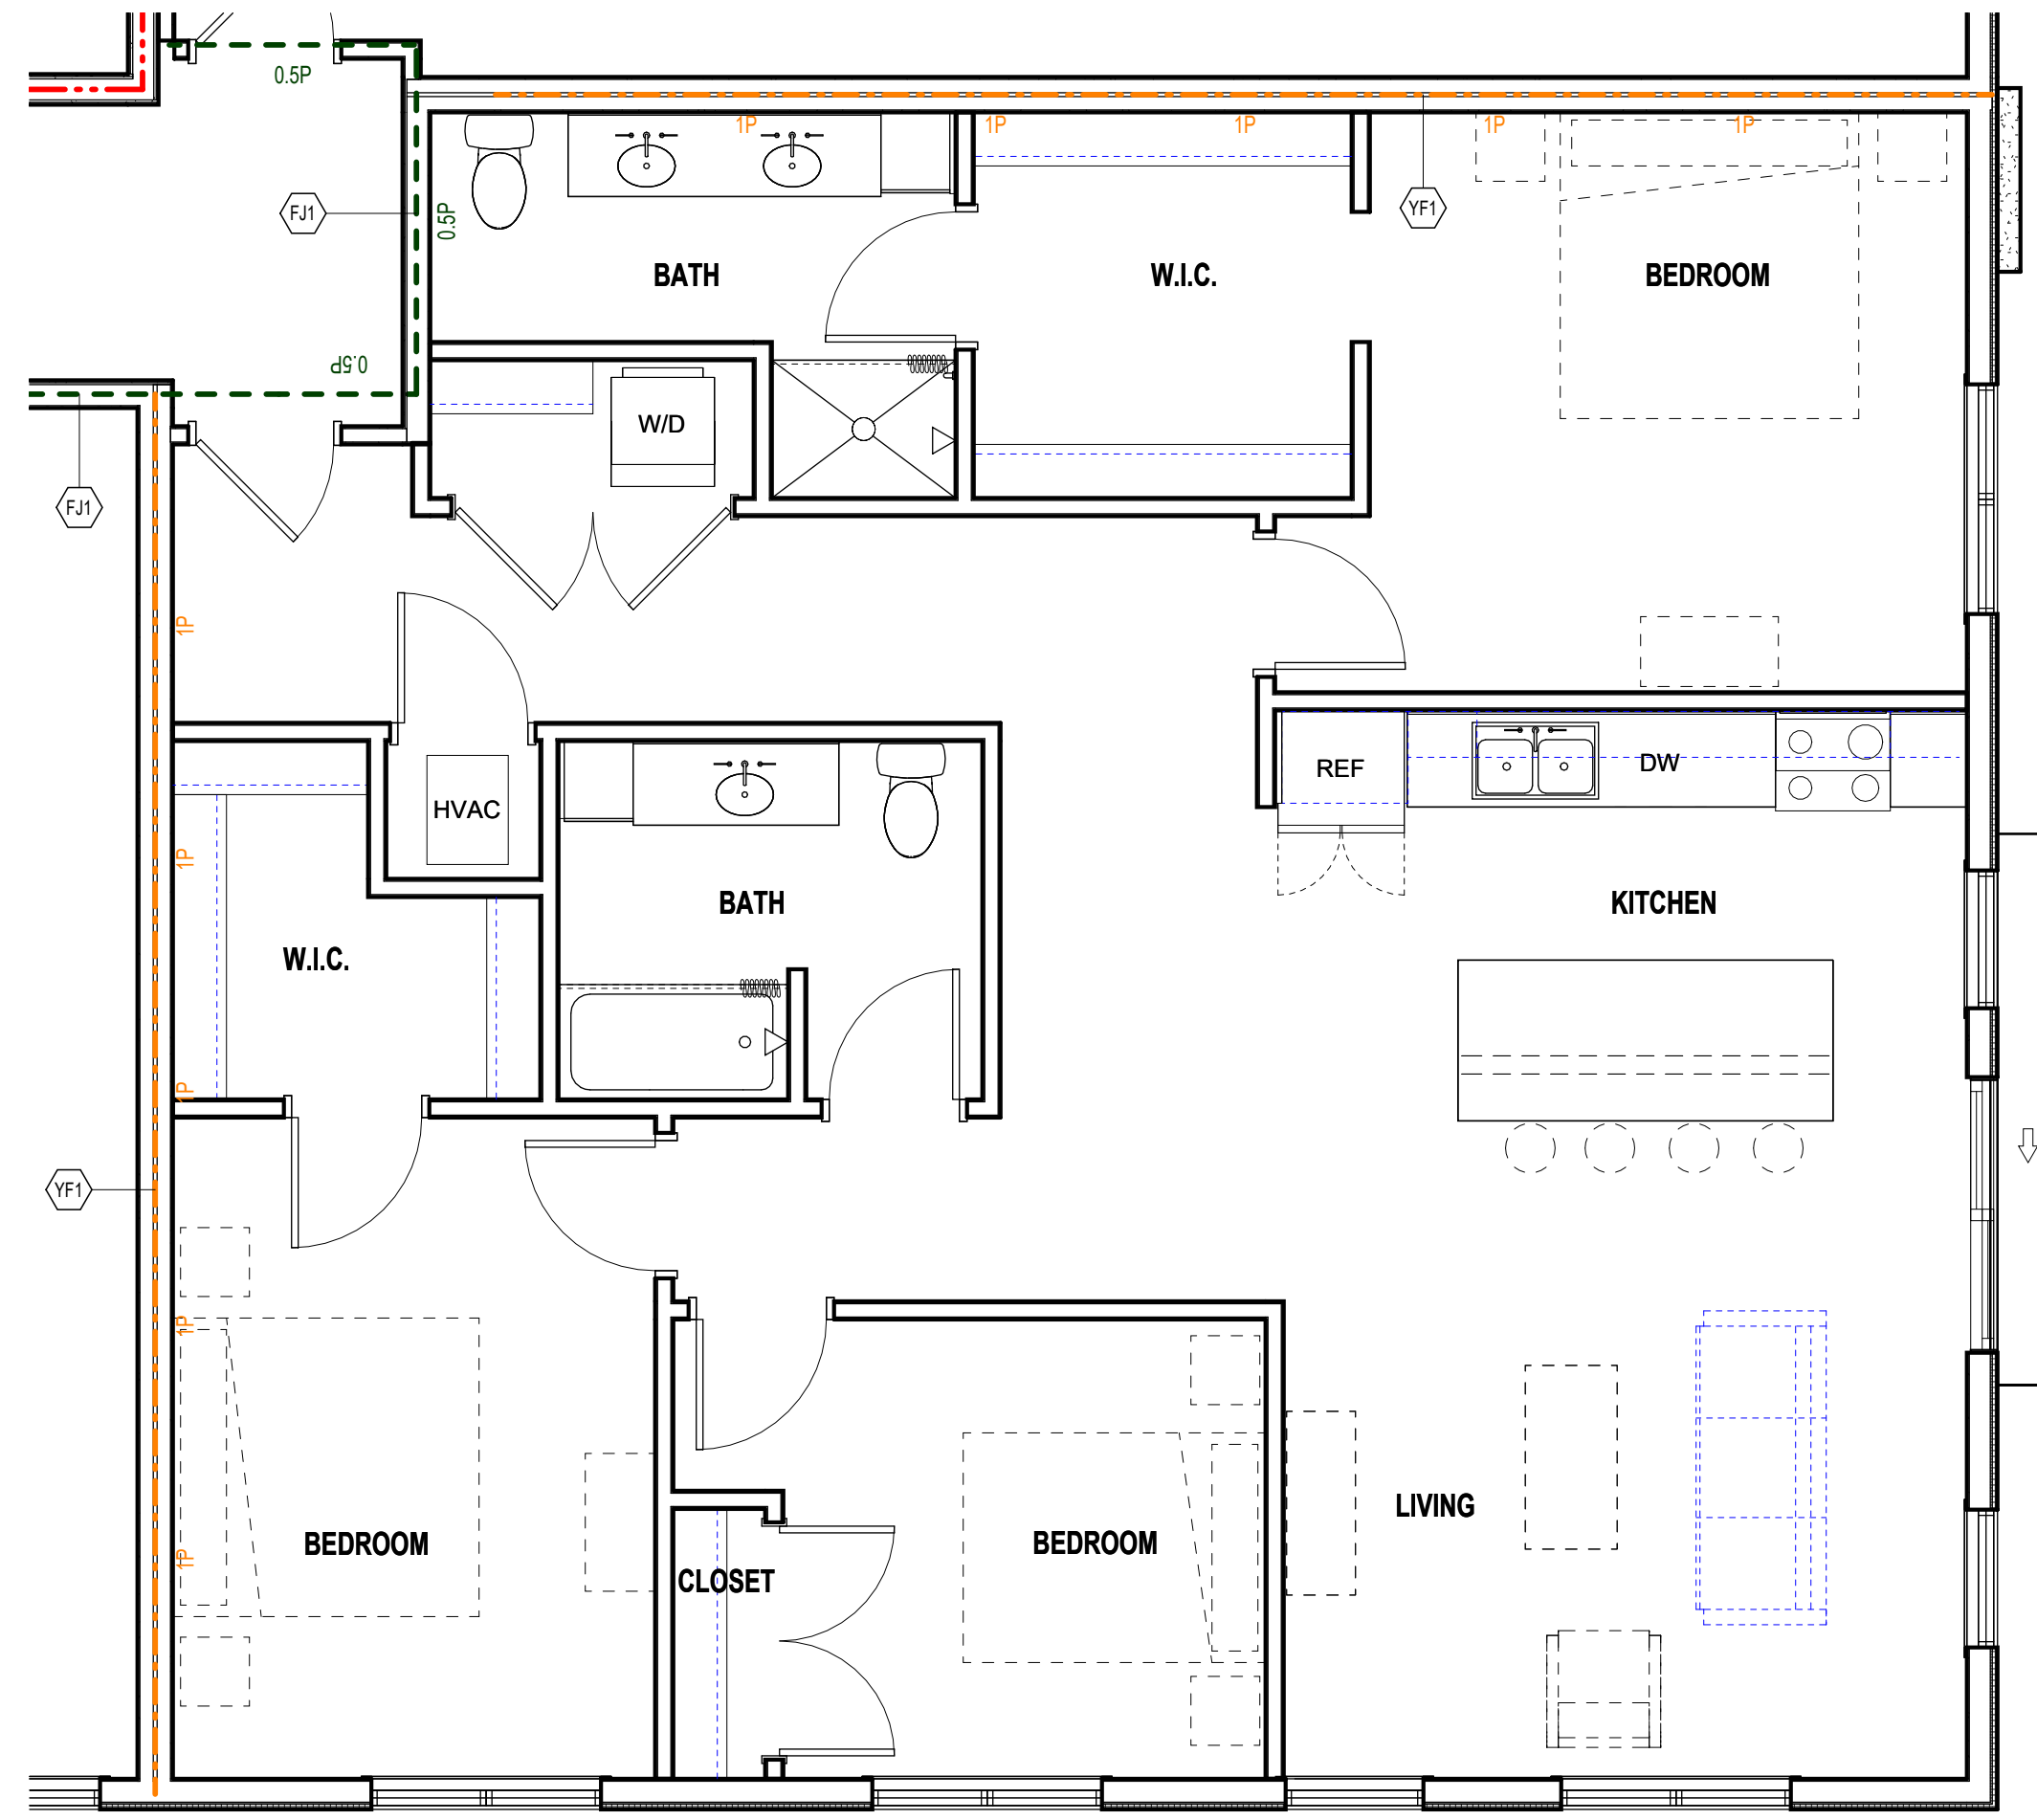 0.5P
1P
1P
1P
1P
1P
FJ1
0.5P
YF1
BATH
W.I.C.
BEDROOM
0.5P
W/D
FJ1
1P
REF
DW
HVAC
1P
BATH
KITCHEN
W.I.C.
1P
YF1
1P
LIVING
BEDROOM
BEDROOM
1P
CLOSET